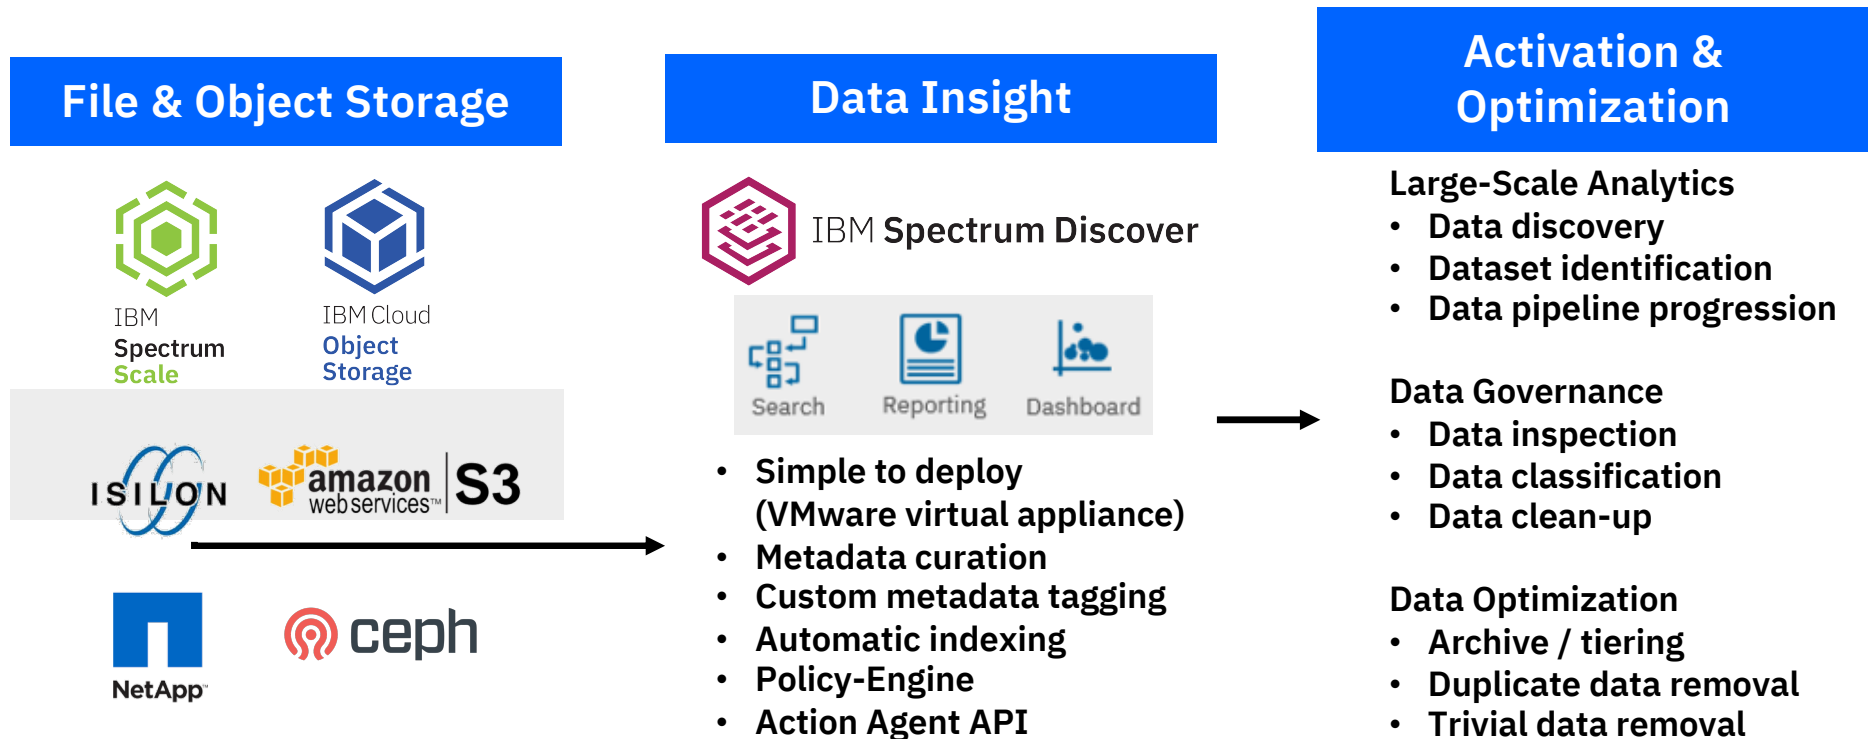 File & Object Storage
IBM
Spectrum
Scale
IBM Cloud
Object
Storage
ISILON
amazon
web services™
S3
NetApp™
ceph
Data Insight
IBM Spectrum Discover
Search
Reporting
Dashboard
• Simple to deploy
(VMware virtual appliance)
• Metadata curation
• Custom metadata tagging
• Automatic indexing
• Policy-Engine
• Action Agent API
Activation &
Optimization
Large-Scale Analytics
• Data discovery
• Dataset identification
• Data pipeline progression
Data Governance
• Data inspection
• Data classification
• Data clean-up
Data Optimization
• Archive / tiering
• Duplicate data removal
• Trivial data removal